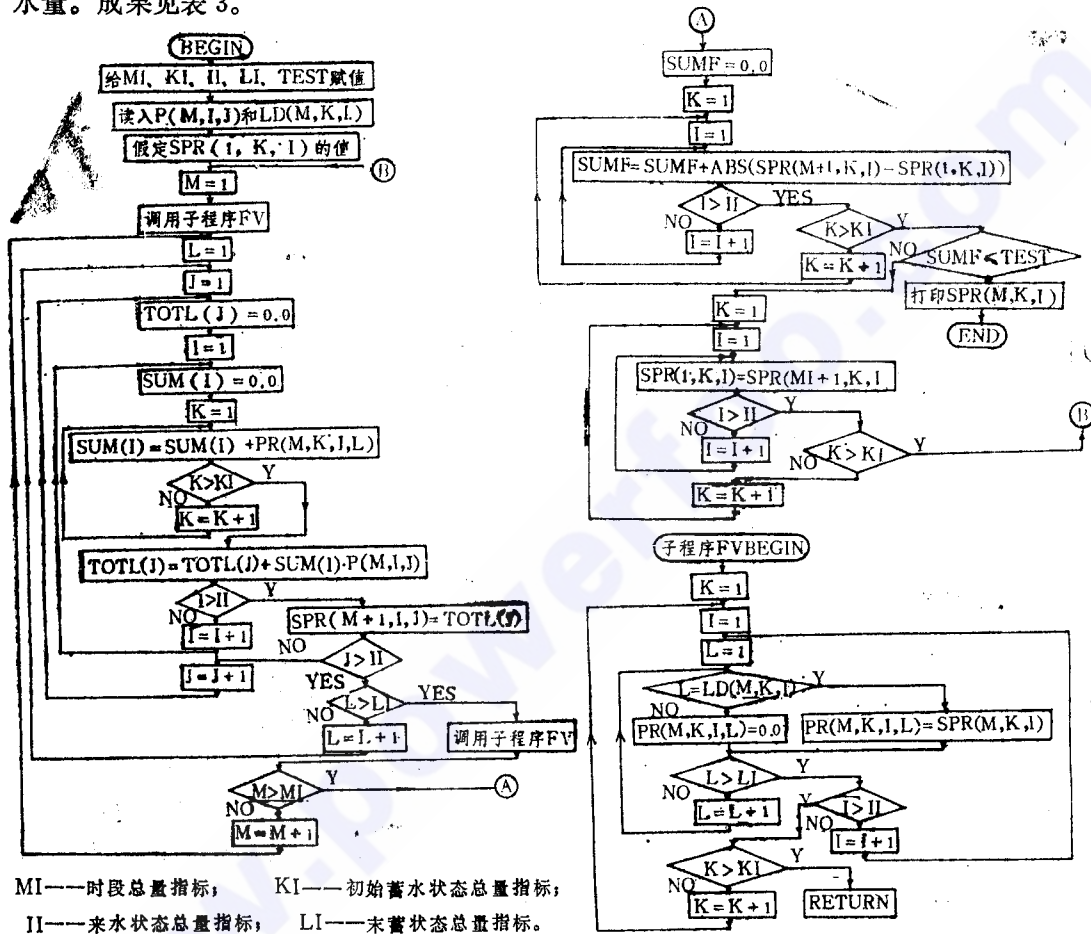 水量。成果见表 3。
BEGIN
给MI、KI、II、LI、TEST赋值
读入P(M,I,J)和LD(M,K,I)
假定SPR(1,K,I)的值
B
M=1
调用子程序FV
L=1
J=1
TOTL(J)=0.0
I=1
SUM(I)=0.0
K=1
SUM(I)=SUM(I)+PR(M,K,I,L)
K>KI
Y
NO
K=K+1
TOTL(J)=TOTL(J)+SUM(I)·P(M,I,J)
I>II
Y
NO
I=I+1
SPR(M+1,I,J)=TOTL(J)
J>II
NO
J=J+1
YES
L>LI
YES
NO
L=L+1
调用子程序FV
M>MI
Y
A
NO
M=M+1
A
SUMF=0.0
K=1
I=1
SUMF=SUMF+ABS(SPR(M+1,K,I)-SPR(1,K,I))
I>II
YES
NO
I=I+1
K>KI
Y
NO
K=K+1
SUMF≤TEST
打印SPR(M,K,I)
END
K=1
I=1
SPR(1,K,I)=SPR(MI+1,K,I
I>II
Y
NO
I=I+1
K>KI
Y
NO
B
K=K+1
子程序FVBEGIN
K=1
I=1
L=1
L=LD(M,K,I)
Y
NO
PR(M,K,I,L)=0.0
PR(M,K,I,L)=SPR(M,K,I)
L>LI
Y
NO
L=L+1
I>II
Y
NO
I=I+1
K>KI
Y
NO
K=K+1
RETURN
MI——时段总量指标； KI——初始蓄水状态总量指标；
II——来水状态总量指标； LI——末蓄状态总量指标。